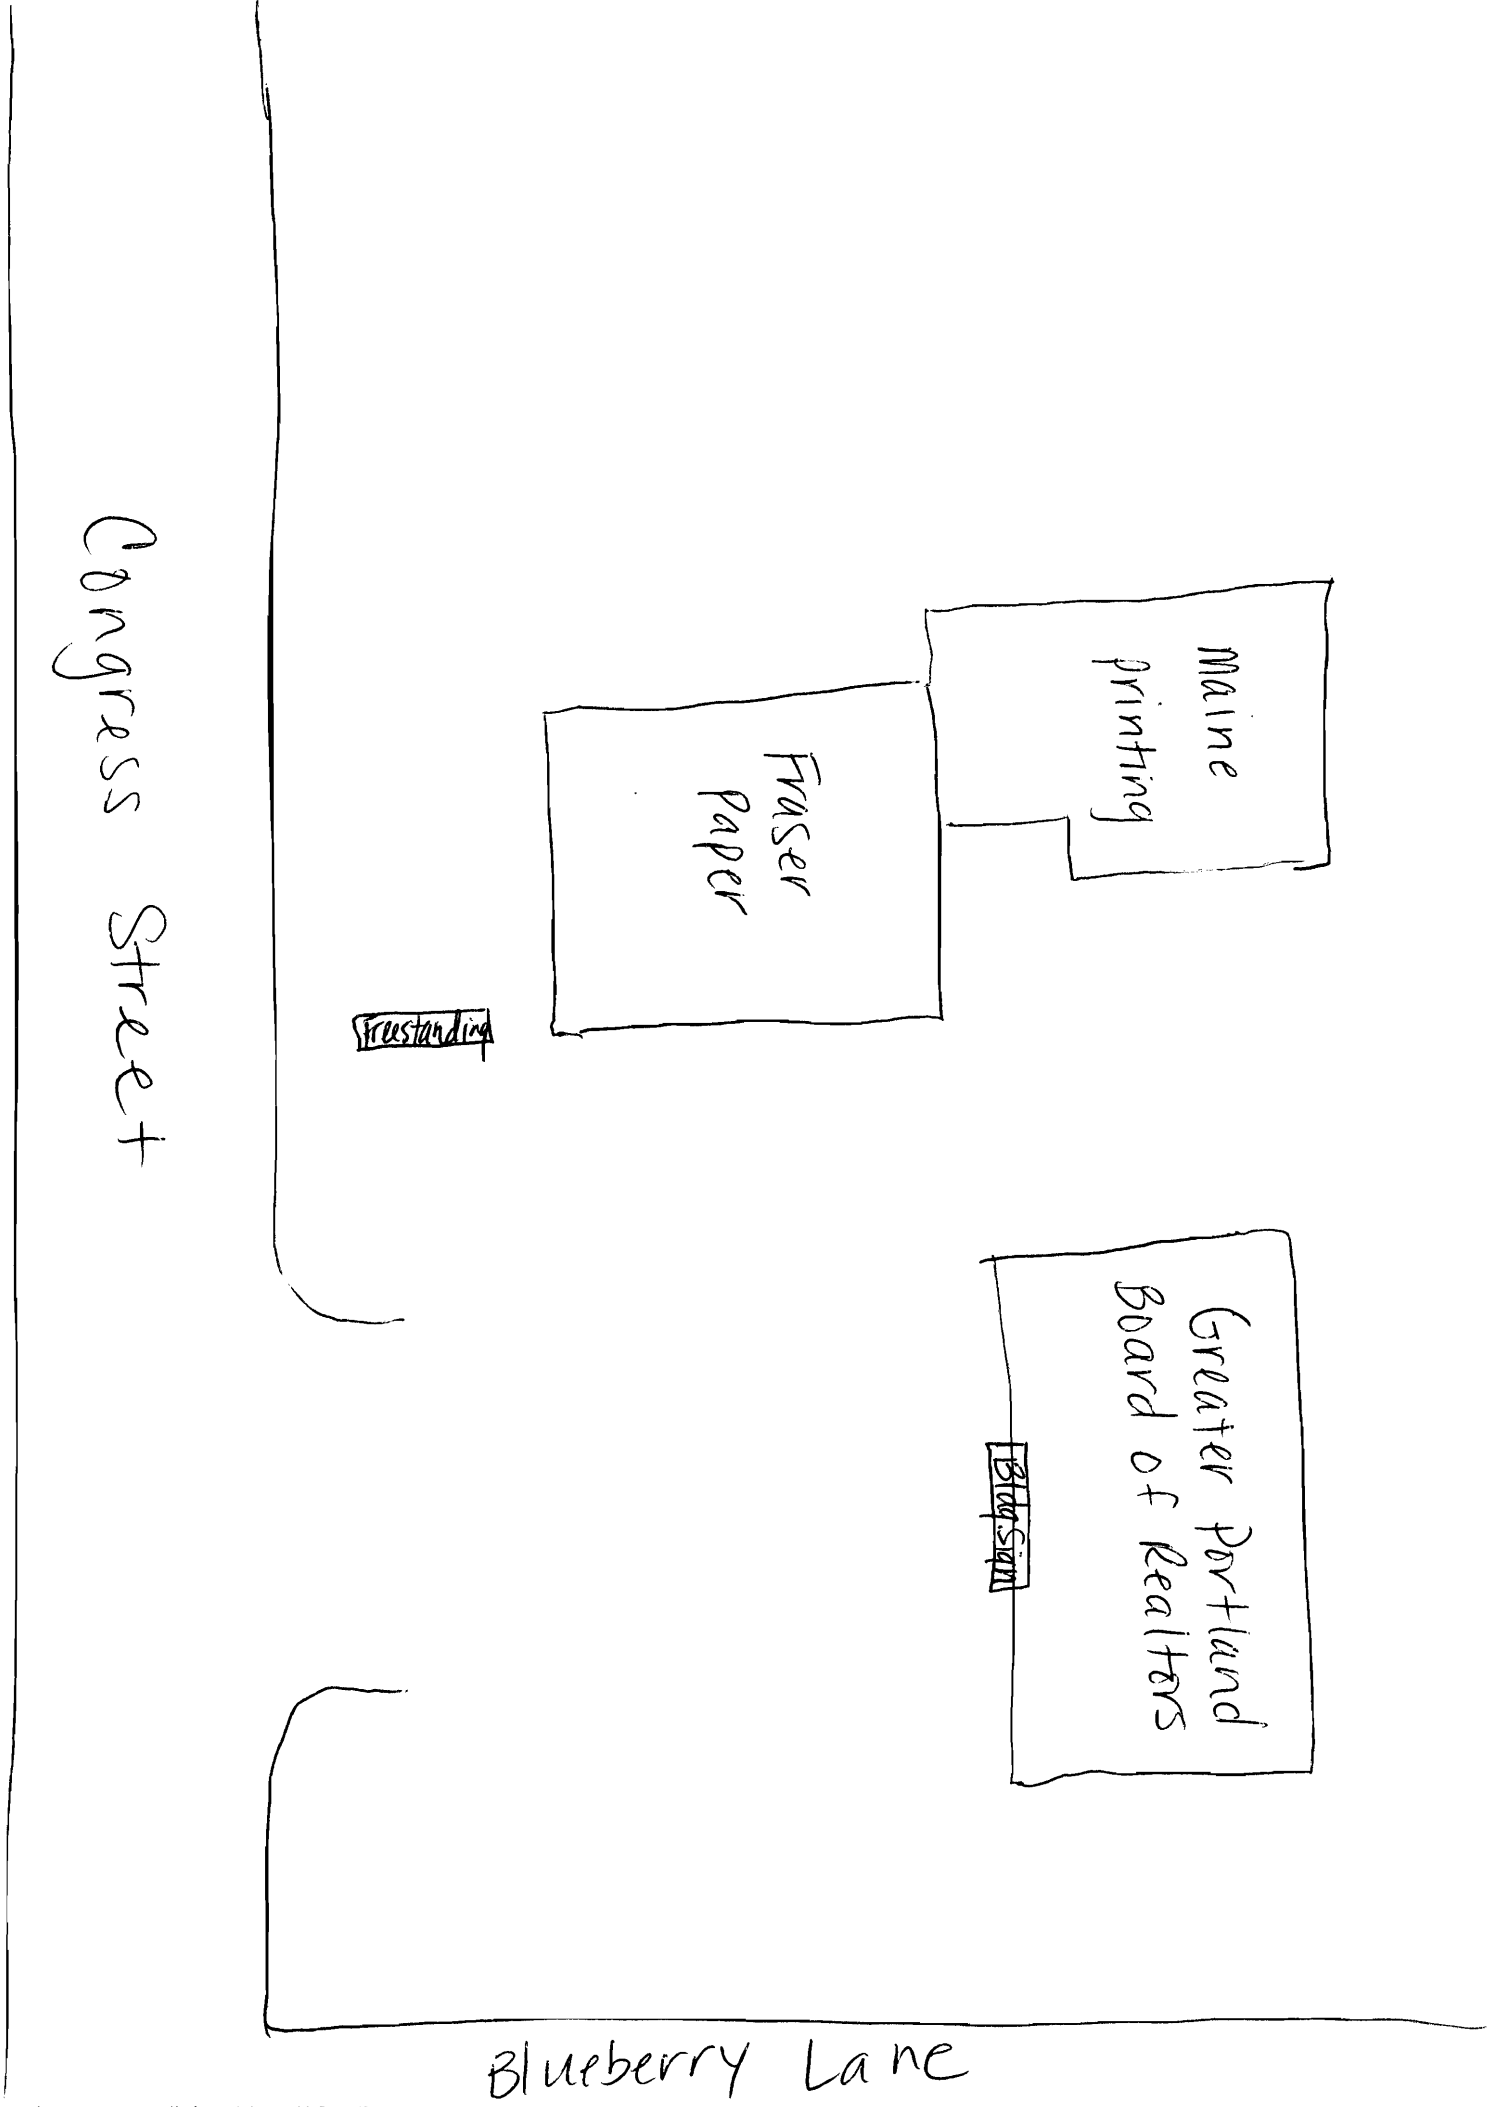 Congress Street
Maine
printing
Fraser
Paper
Freestanding
Greater Portland
Board of Realtors
Bldg. Sign
Blueberry Lane